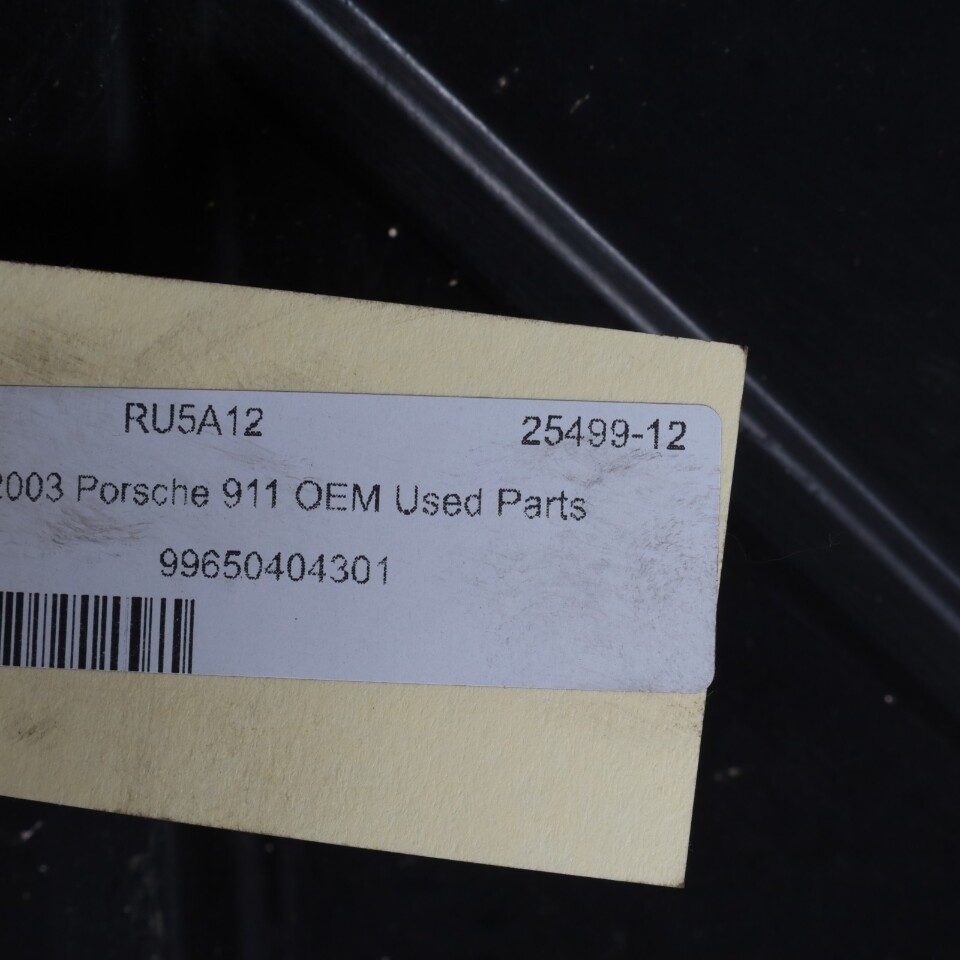 RU5A12 25499-12
2003 Porsche 911 OEM Used Parts
99650404301